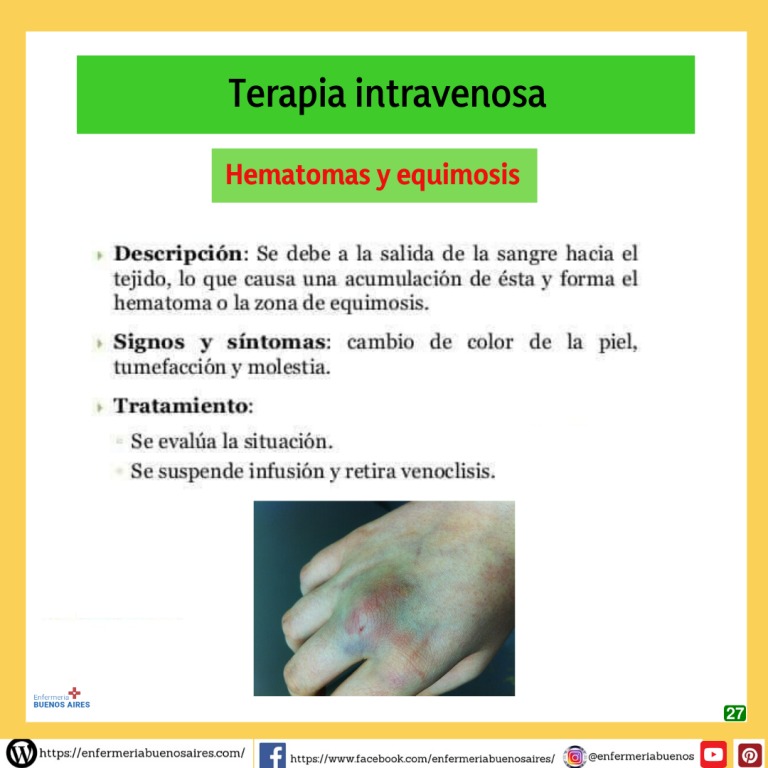 Terapia intravenosa
Hematomas y equimosis
Descripción: Se debe a la salida de la sangre hacia el
tejido, lo que causa una acumulación de ésta y forma el
hematoma o la zona de equimosis.
Signos y síntomas: cambio de color de la piel,
tumefacción y molestia.
Tratamiento:
Se evalúa la situación.
Se suspende infusión y retira venoclisis.
Enfermería
BUENOS AIRES
27
https://enfermeriabuenosaires.com/
https://www.facebook.com/enfermeriabuenosaires/
@enfermeriabuenos